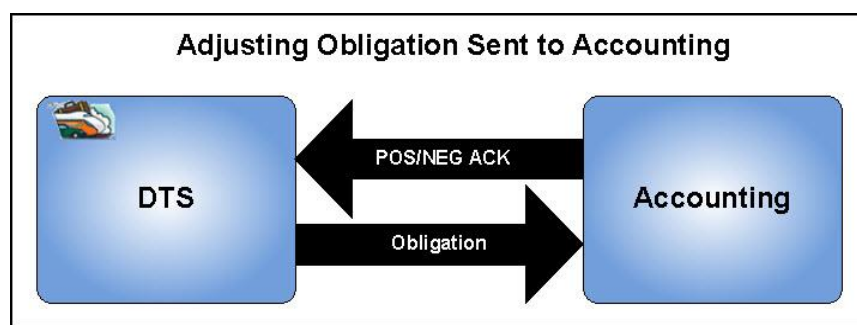 Adjusting Obligation Sent to Accounting
POS/NEG ACK
DTS
Accounting
Obligation